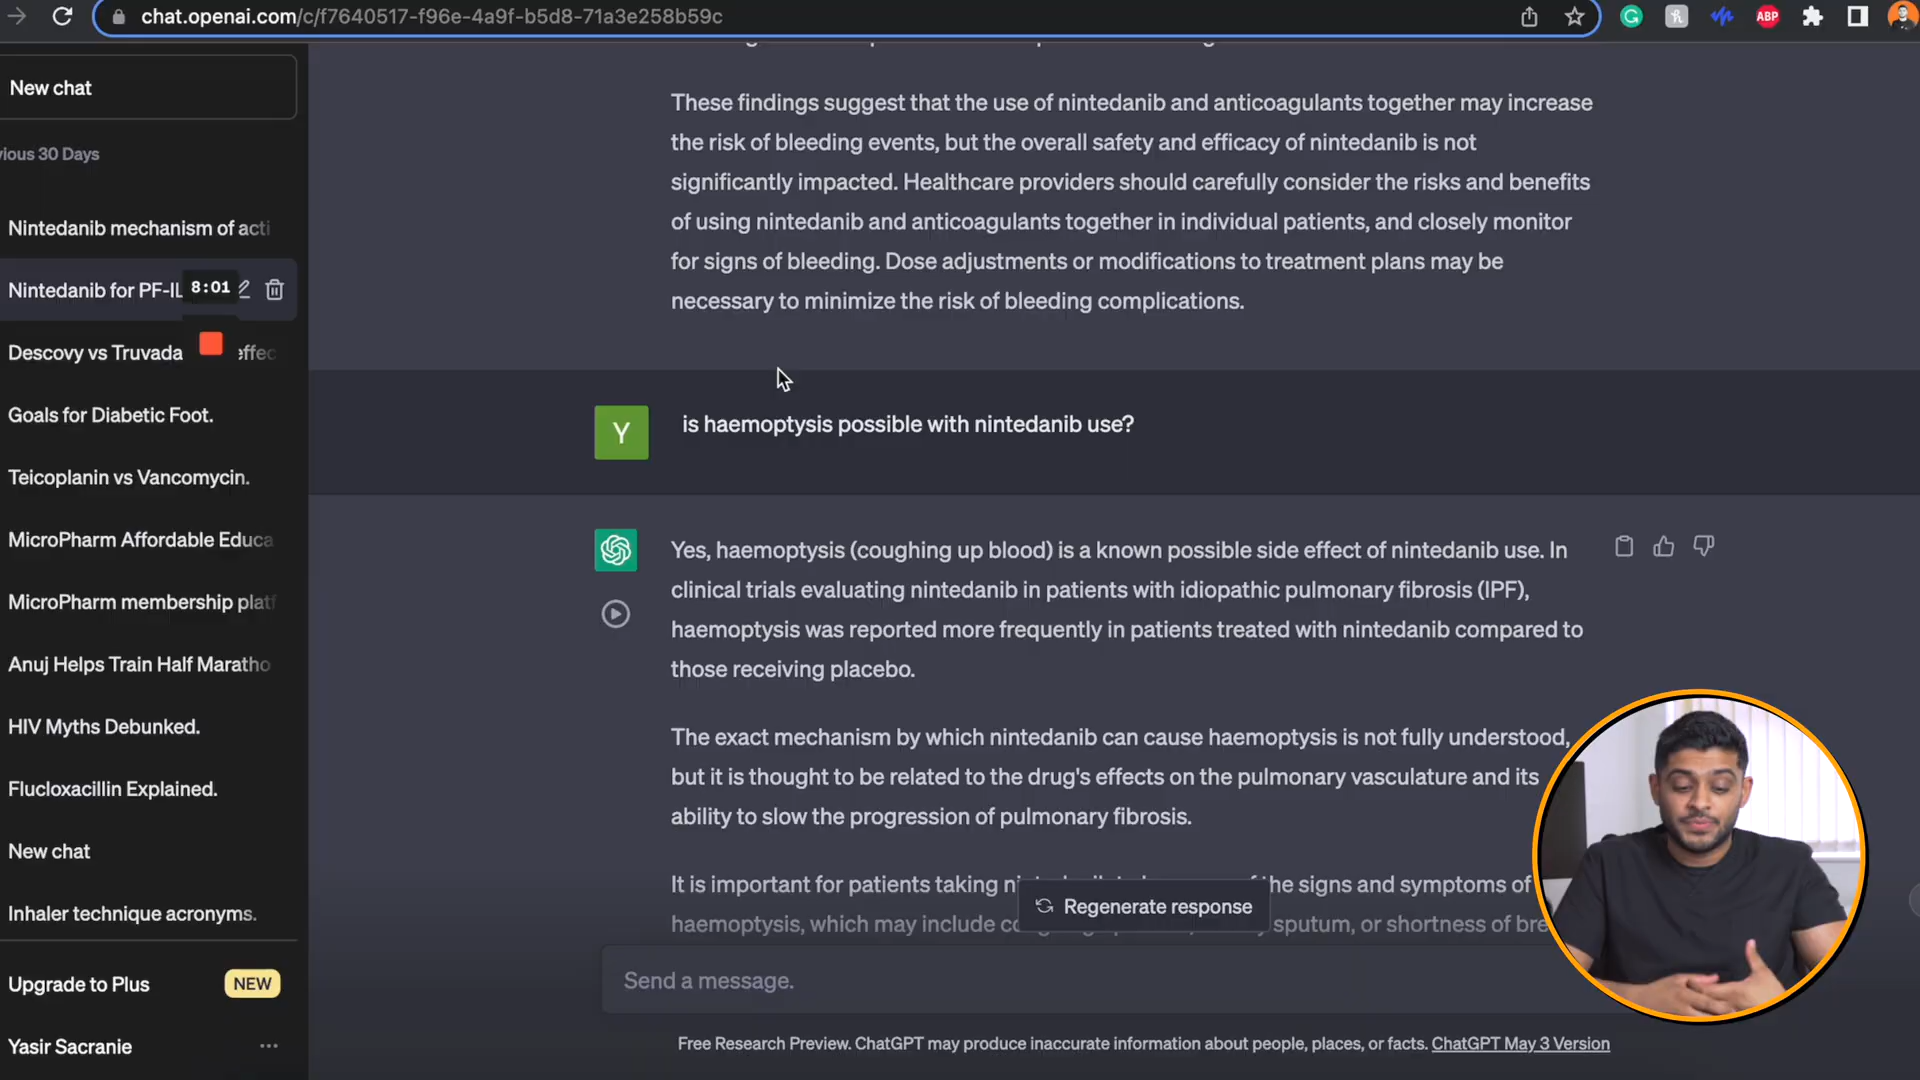 chat.openai.com/c/f7640517-f96e-4a9f-b5d8-71a3e258b59c
ABP
New chat
vious 30 Days
Nintedanib mechanism of acti
Nintedanib for PF-IL
8:01
Descovy vs Truvada effec
Goals for Diabetic Foot.
Teicoplanin vs Vancomycin.
MicroPharm Affordable Educa
MicroPharm membership platf
Anuj Helps Train Half Maratho
HIV Myths Debunked.
Flucloxacillin Explained.
New chat
Inhaler technique acronyms.
Upgrade to Plus
NEW
Yasir Sacranie
These findings suggest that the use of nintedanib and anticoagulants together may increase
the risk of bleeding events, but the overall safety and efficacy of nintedanib is not
significantly impacted. Healthcare providers should carefully consider the risks and benefits
of using nintedanib and anticoagulants together in individual patients, and closely monitor
for signs of bleeding. Dose adjustments or modifications to treatment plans may be
necessary to minimize the risk of bleeding complications.
Y
is haemoptysis possible with nintedanib use?
Yes, haemoptysis (coughing up blood) is a known possible side effect of nintedanib use. In
clinical trials evaluating nintedanib in patients with idiopathic pulmonary fibrosis (IPF),
haemoptysis was reported more frequently in patients treated with nintedanib compared to
those receiving placebo.
The exact mechanism by which nintedanib can cause haemoptysis is not fully understood,
but it is thought to be related to the drug's effects on the pulmonary vasculature and its
ability to slow the progression of pulmonary fibrosis.
It is important for patients taking the signs and symptoms of
haemoptysis, which may include sputum, or shortness of bre
Regenerate response
Send a message.
Free Research Preview. ChatGPT may produce inaccurate information about people, places, or facts. ChatGPT May 3 Version